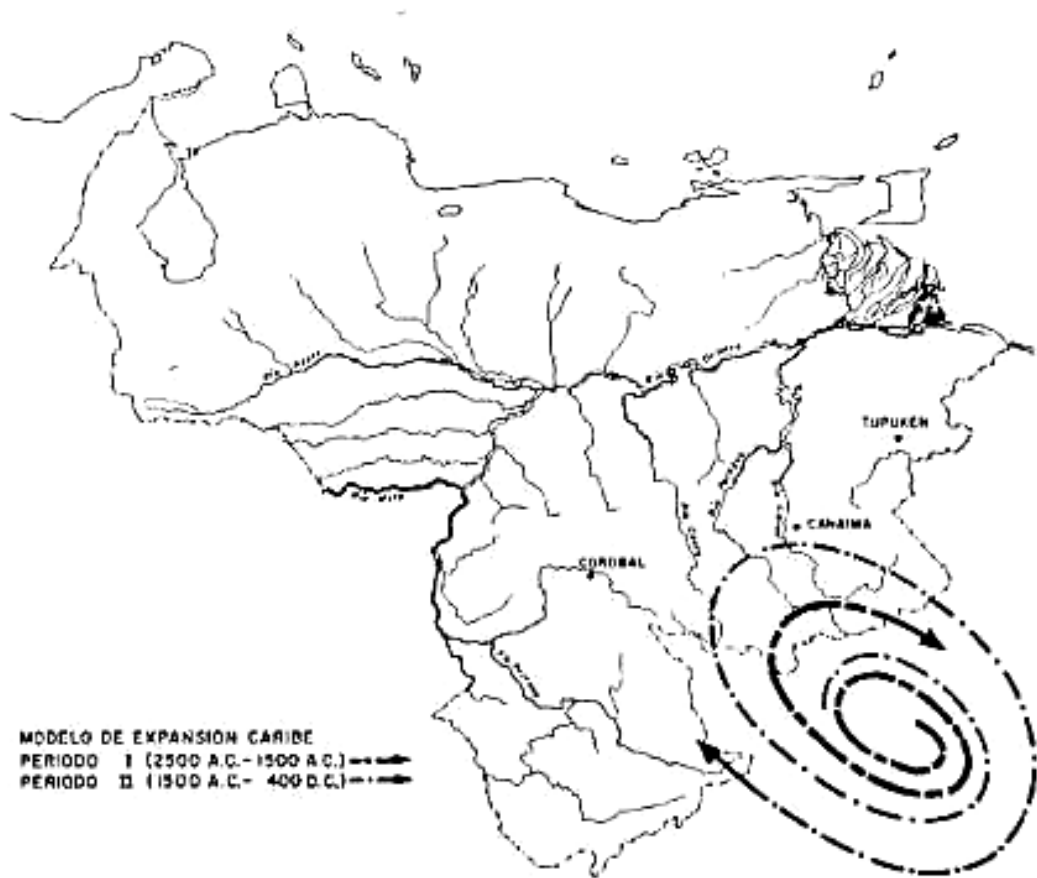 TUPUKEN
CANAIMA
COROBAL
MODELO DE EXPANSION CARIBE
PERIODO I (2500 A.C.- 1500 A.C.)
PERIODO II (1500 A.C.- 400 D.C.)